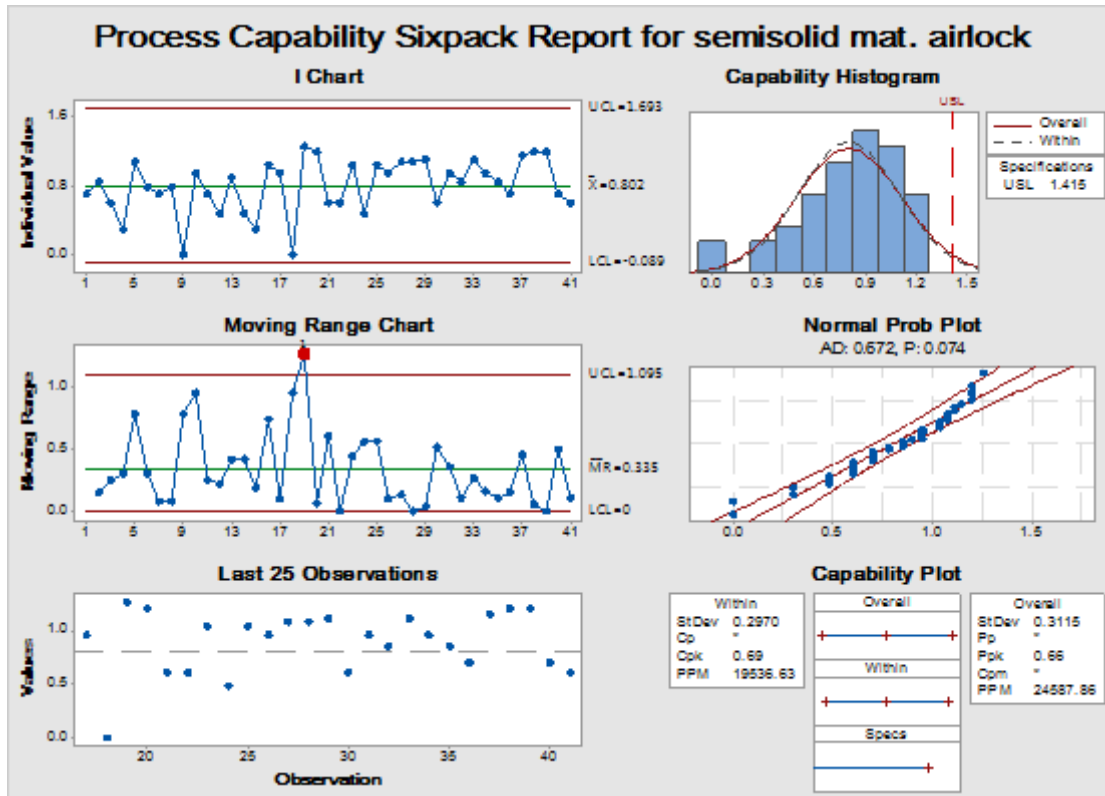 Process Capability Sixpack Report for semisolid mat. airlock
I Chart
Individual Value
1.6
0.8
0.0
1 5 9 13 17 21 25 29 33 37 41
UCL=1.693
X̄=0.802
LCL=-0.089
Capability Histogram
USL
0.0 0.3 0.6 0.9 1.2 1.5
Overall
Within
Specifications
USL 1.415
Moving Range Chart
Moving Range
1.0
0.5
0.0
1
1 5 9 13 17 21 25 29 33 37 41
UCL=1.095
M̅R̅=0.335
LCL=0
Normal Prob Plot
AD: 0.672, P: 0.074
0.0 0.5 1.0 1.5
Last 25 Observations
Values
1.0
0.5
0.0
20 25 30 35 40
Observation
Capability Plot
Within
StDev 0.2970
Cp *
Cpk 0.69
PPM 19536.63
Overall
Within
Specs
Overall
StDev 0.3115
Pp *
Ppk 0.66
Cpm *
PPM 24587.86